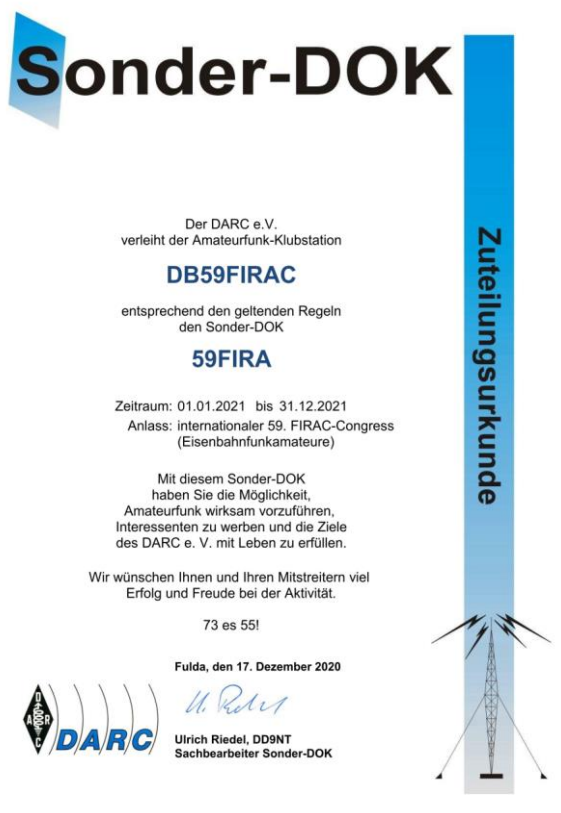 Sonder-DOK
Zuteilungsurkunde
Der DARC e.V.
verleiht der Amateurfunk-Klubstation
DB59FIRAC
entsprechend den geltenden Regeln
den Sonder-DOK
59FIRA
Zeitraum: 01.01.2021 bis 31.12.2021
Anlass: internationaler 59. FIRAC-Congress
(Eisenbahnfunkamateure)
Mit diesem Sonder-DOK
haben Sie die Möglichkeit,
Amateurfunk wirksam vorzuführen,
Interessenten zu werben und die Ziele
des DARC e. V. mit Leben zu erfüllen.
Wir wünschen Ihnen und Ihren Mitstreitern viel
Erfolg und Freude bei der Aktivität.
73 es 55!
Fulda, den 17. Dezember 2020
U. Riedel
Ulrich Riedel, DD9NT
Sachbearbeiter Sonder-DOK
DARC
DARC